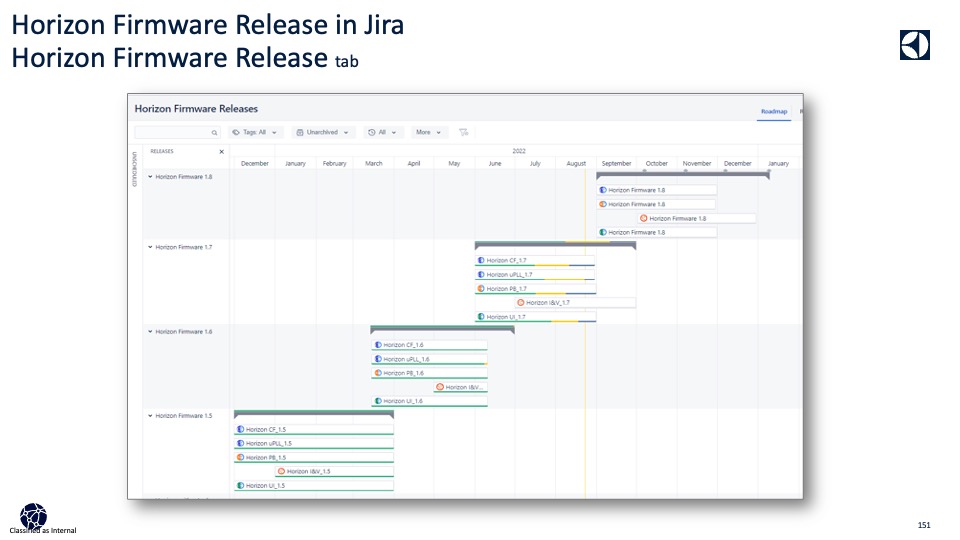 Horizon Firmware Release in Jira
Horizon Firmware Release tab
Horizon Firmware Releases
Roadmap
Tags: All
Unarchived
All
More
UNSCHEDULED
RELEASES
2022
December January February March April May June July August September October November December January
Horizon Firmware 1.8
Horizon Firmware 1.8
Horizon Firmware 1.8
Horizon Firmware 1.8
Horizon Firmware 1.8
Horizon Firmware 1.7
Horizon CF_1.7
Horizon uPLL_1.7
Horizon PB_1.7
Horizon I&V_1.7
Horizon UI_1.7
Horizon Firmware 1.6
Horizon CF_1.6
Horizon uPLL_1.6
Horizon PB_1.6
Horizon I&V...
Horizon UI_1.6
Horizon Firmware 1.5
Horizon CF_1.5
Horizon uPLL_1.5
Horizon PB_1.5
Horizon I&V_1.5
Horizon UI_1.5
Classified as Internal
151